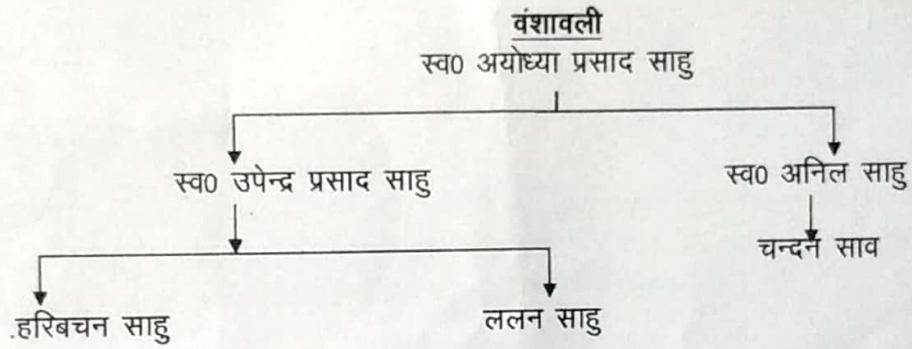 वंशावली
स्व0 अयोध्या प्रसाद साहु
स्व0 उपेन्द्र प्रसाद साहु
स्व0 अनिल साहु
चन्दन साव
.हरिबचन साहु
ललन साहु